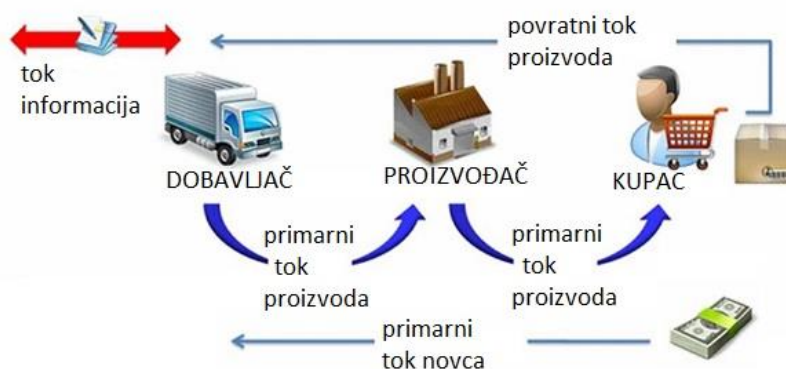 povratni tok
proizvoda
tok
informacija
DOBAVLJAČ
PROIZVOĐAČ
KUPAC
primarni
tok
proizvoda
primarni
tok
proizvoda
primarni
tok novca